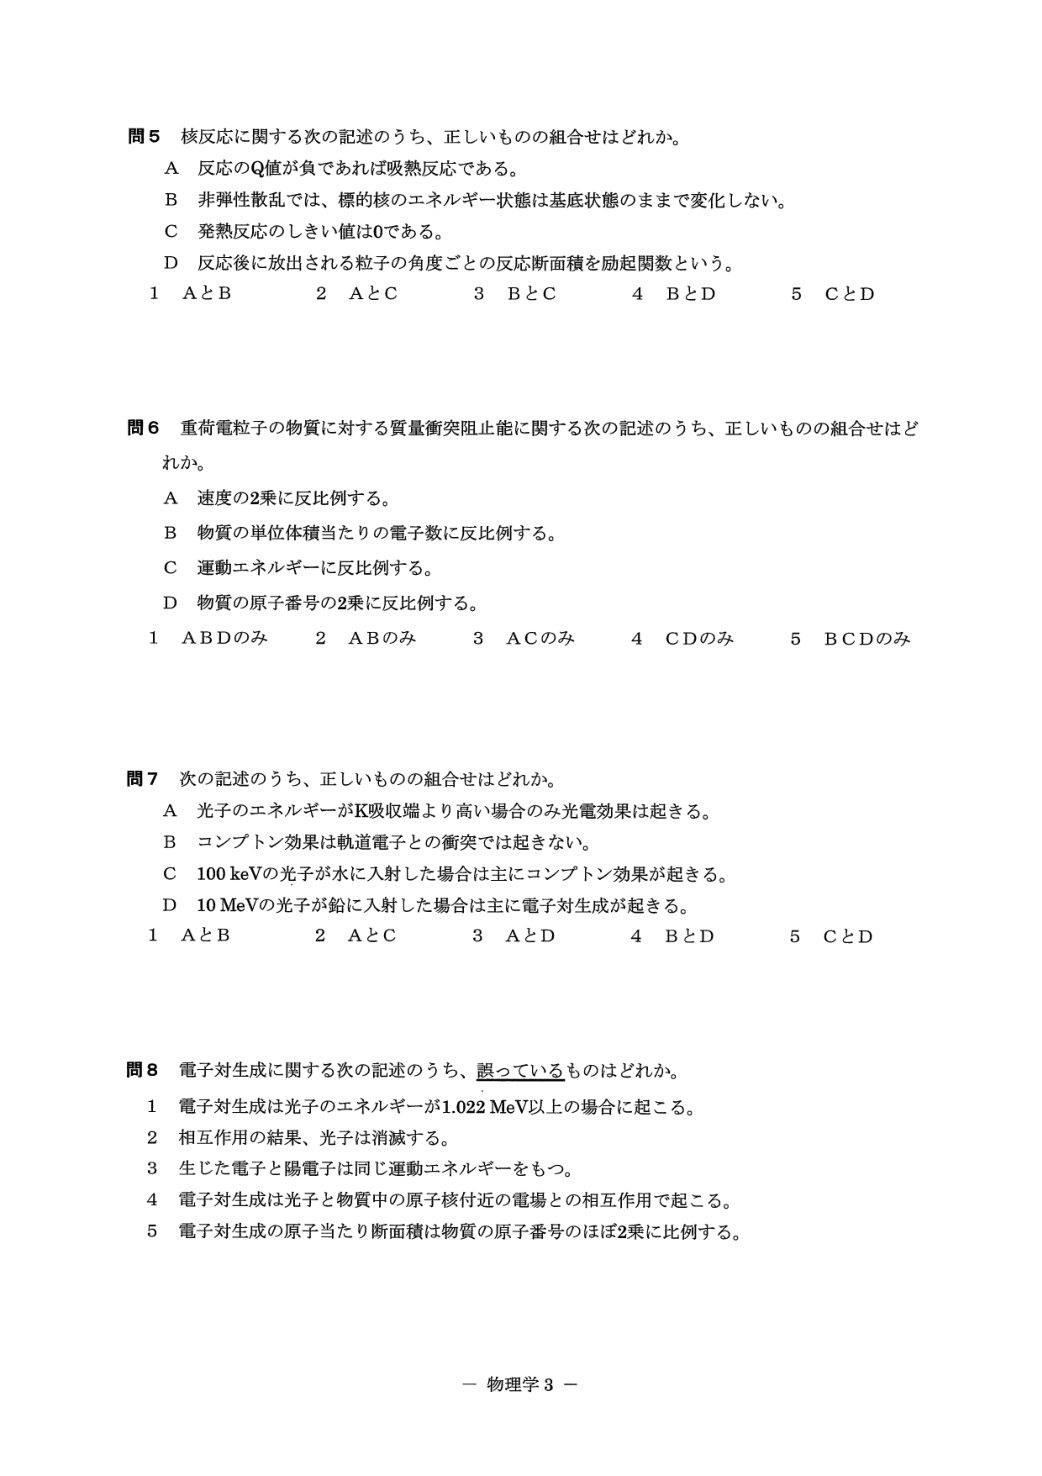 問5 核反応に関する次の記述のうち、正しいものの組合せはどれか。
A 反応のQ値が負であれば吸熱反応である。
B 非弾性散乱では、標的核のエネルギー状態は基底状態のままで変化しない。
C 発熱反応のしきい値は0である。
D 反応後に放出される粒子の角度ごとの反応断面積を励起関数という。
1 AとB 2 AとC 3 BとC 4 BとD 5 CとD
問6 重荷電粒子の物質に対する質量衝突阻止能に関する次の記述のうち、正しいものの組合せはど
れか。
A 速度の2乗に反比例する。
B 物質の単位体積当たりの電子数に反比例する。
C 運動エネルギーに反比例する。
D 物質の原子番号の2乗に反比例する。
1 ABDのみ 2 ABのみ 3 ACのみ 4 CDのみ 5 BCDのみ
問7 次の記述のうち、正しいものの組合せはどれか。
A 光子のエネルギーがK吸収端より高い場合のみ光電効果は起きる。
B コンプトン効果は軌道電子との衝突では起きない。
C 100 keVの光子が水に入射した場合は主にコンプトン効果が起きる。
D 10 MeVの光子が鉛に入射した場合は主に電子対生成が起きる。
1 AとB 2 AとC 3 AとD 4 BとD 5 CとD
問8 電子対生成に関する次の記述のうち、誤っているものはどれか。
1 電子対生成は光子のエネルギーが1.022 MeV以上の場合に起こる。
2 相互作用の結果、光子は消滅する。
3 生じた電子と陽電子は同じ運動エネルギーをもつ。
4 電子対生成は光子と物質中の原子核付近の電場との相互作用で起こる。
5 電子対生成の原子当たり断面積は物質の原子番号のほぼ2乗に比例する。
― 物理学 3 ―